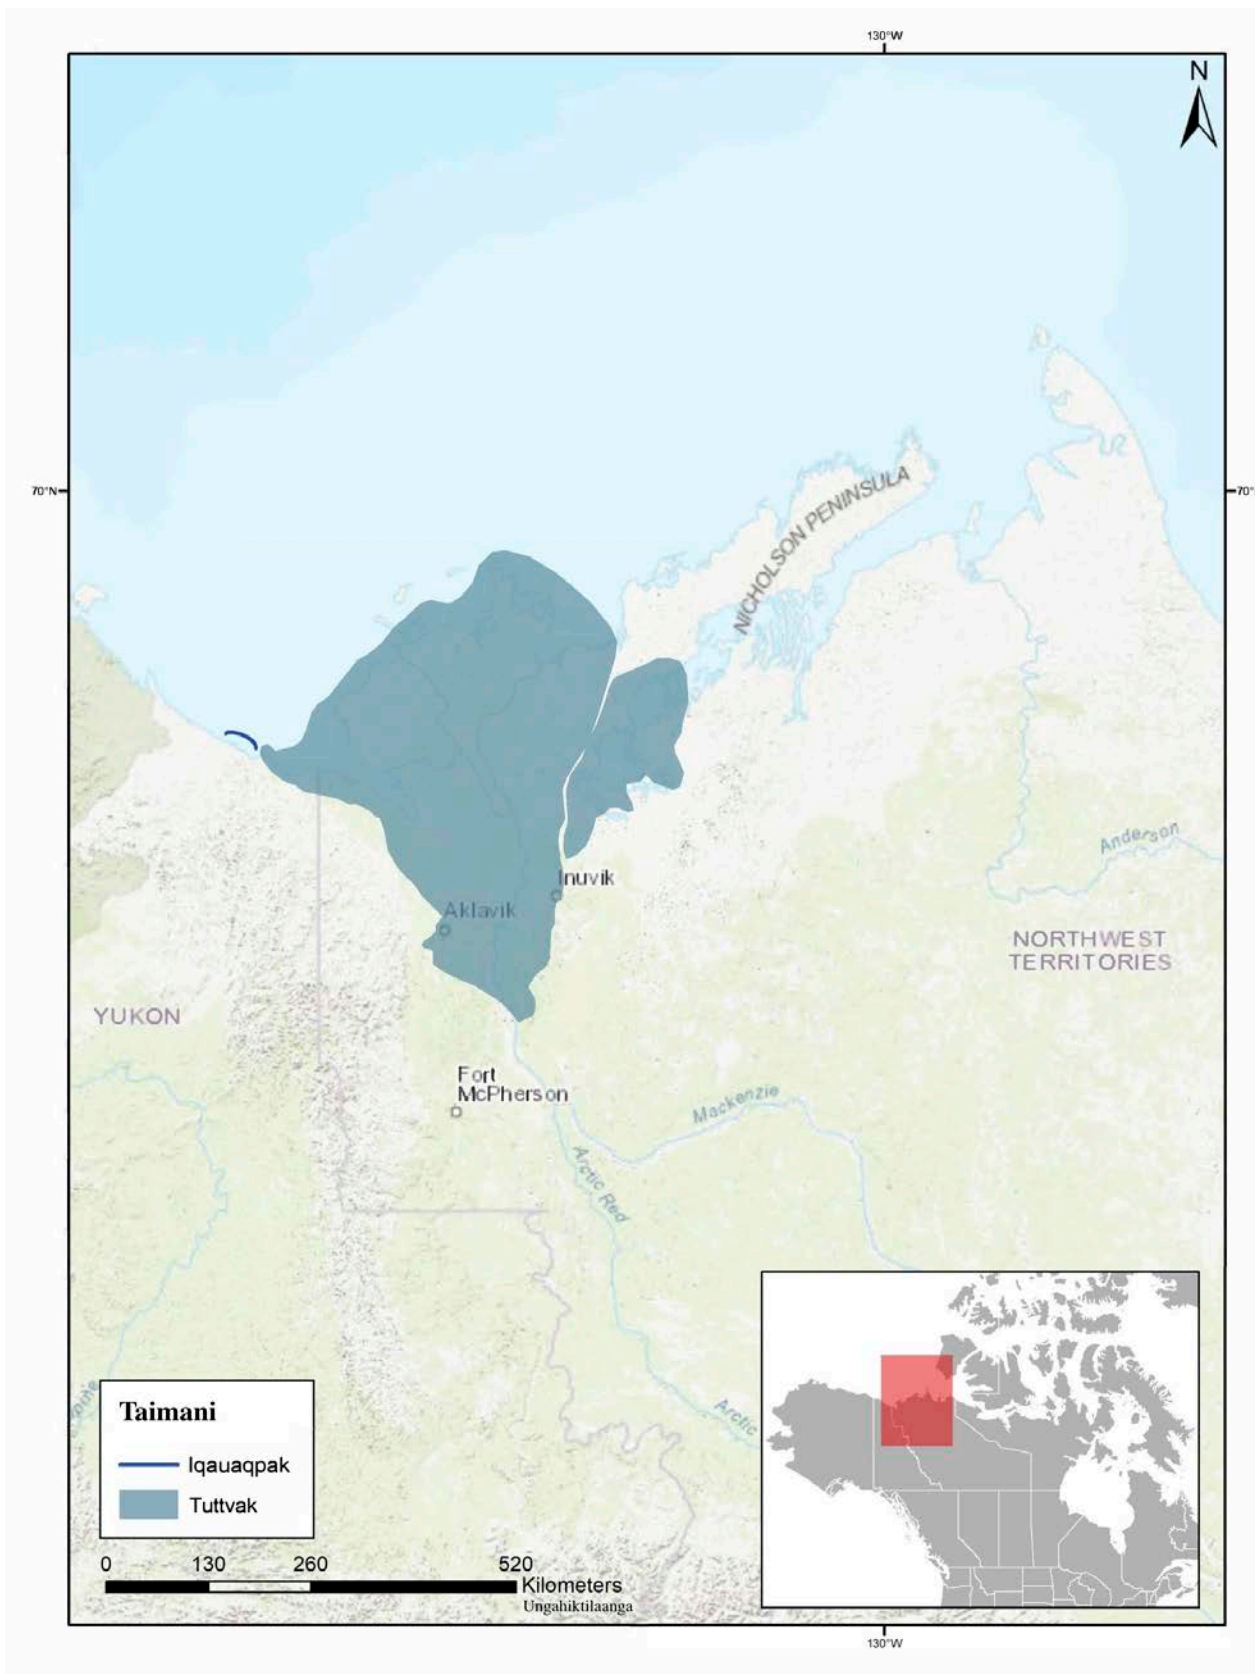 130°W
N
70°N
70°
NICHOLSON PENINSULA
Inuvik
Aklavik
Anderson
NORTHWEST
TERRITORIES
YUKON
Fort
McPherson
Mackenzie
Arctic Red
Arctic
Taimani
Iqauaqpak
Tuttvak
0 130 260 520
Kilometers
Ungahiktilaanga
130°W